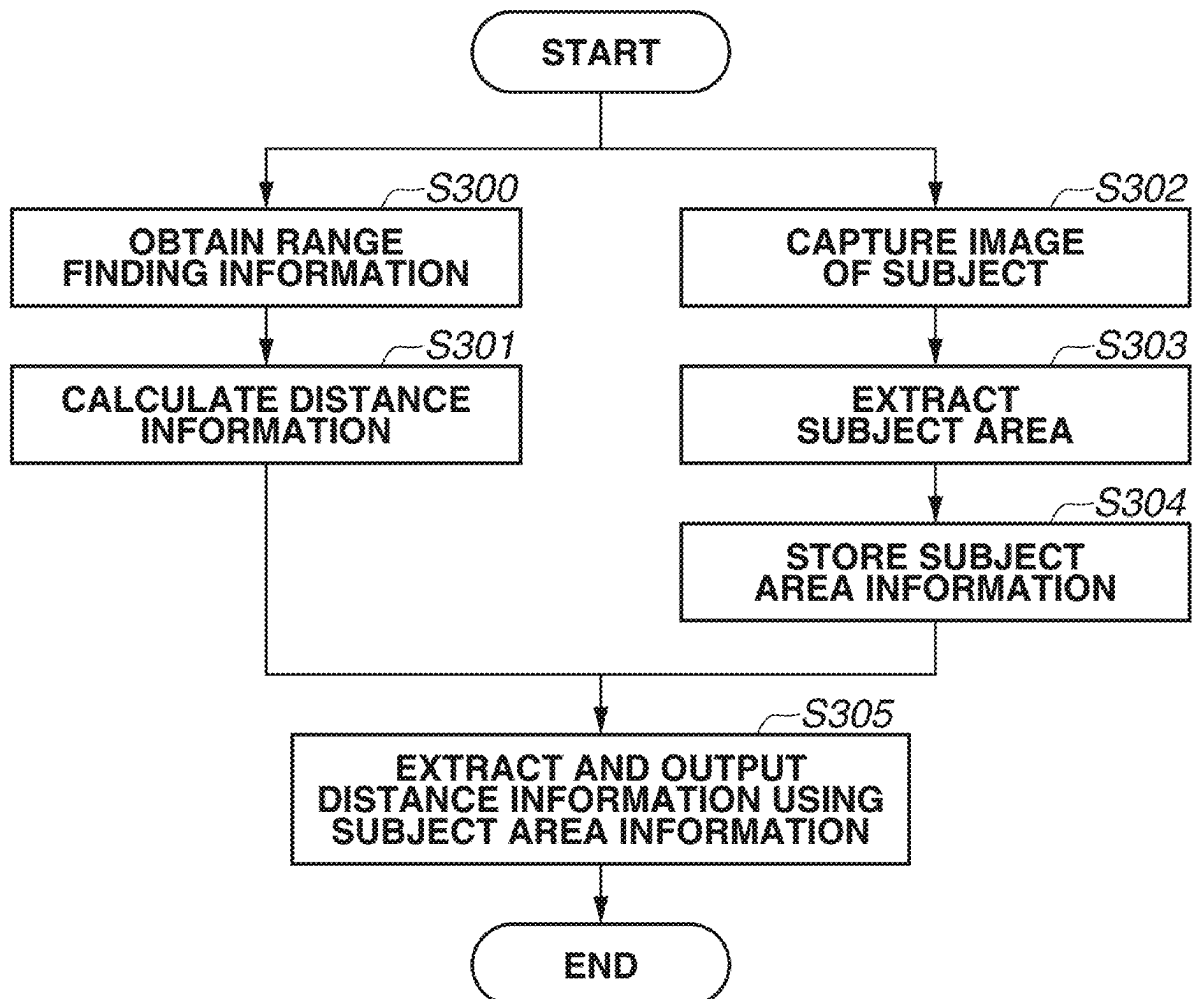 START
S300
OBTAIN RANGE
FINDING INFORMATION
S301
CALCULATE DISTANCE
INFORMATION
S302
CAPTURE IMAGE
OF SUBJECT
S303
EXTRACT
SUBJECT AREA
S304
STORE SUBJECT
AREA INFORMATION
S305
EXTRACT AND OUTPUT
DISTANCE INFORMATION USING
SUBJECT AREA INFORMATION
END